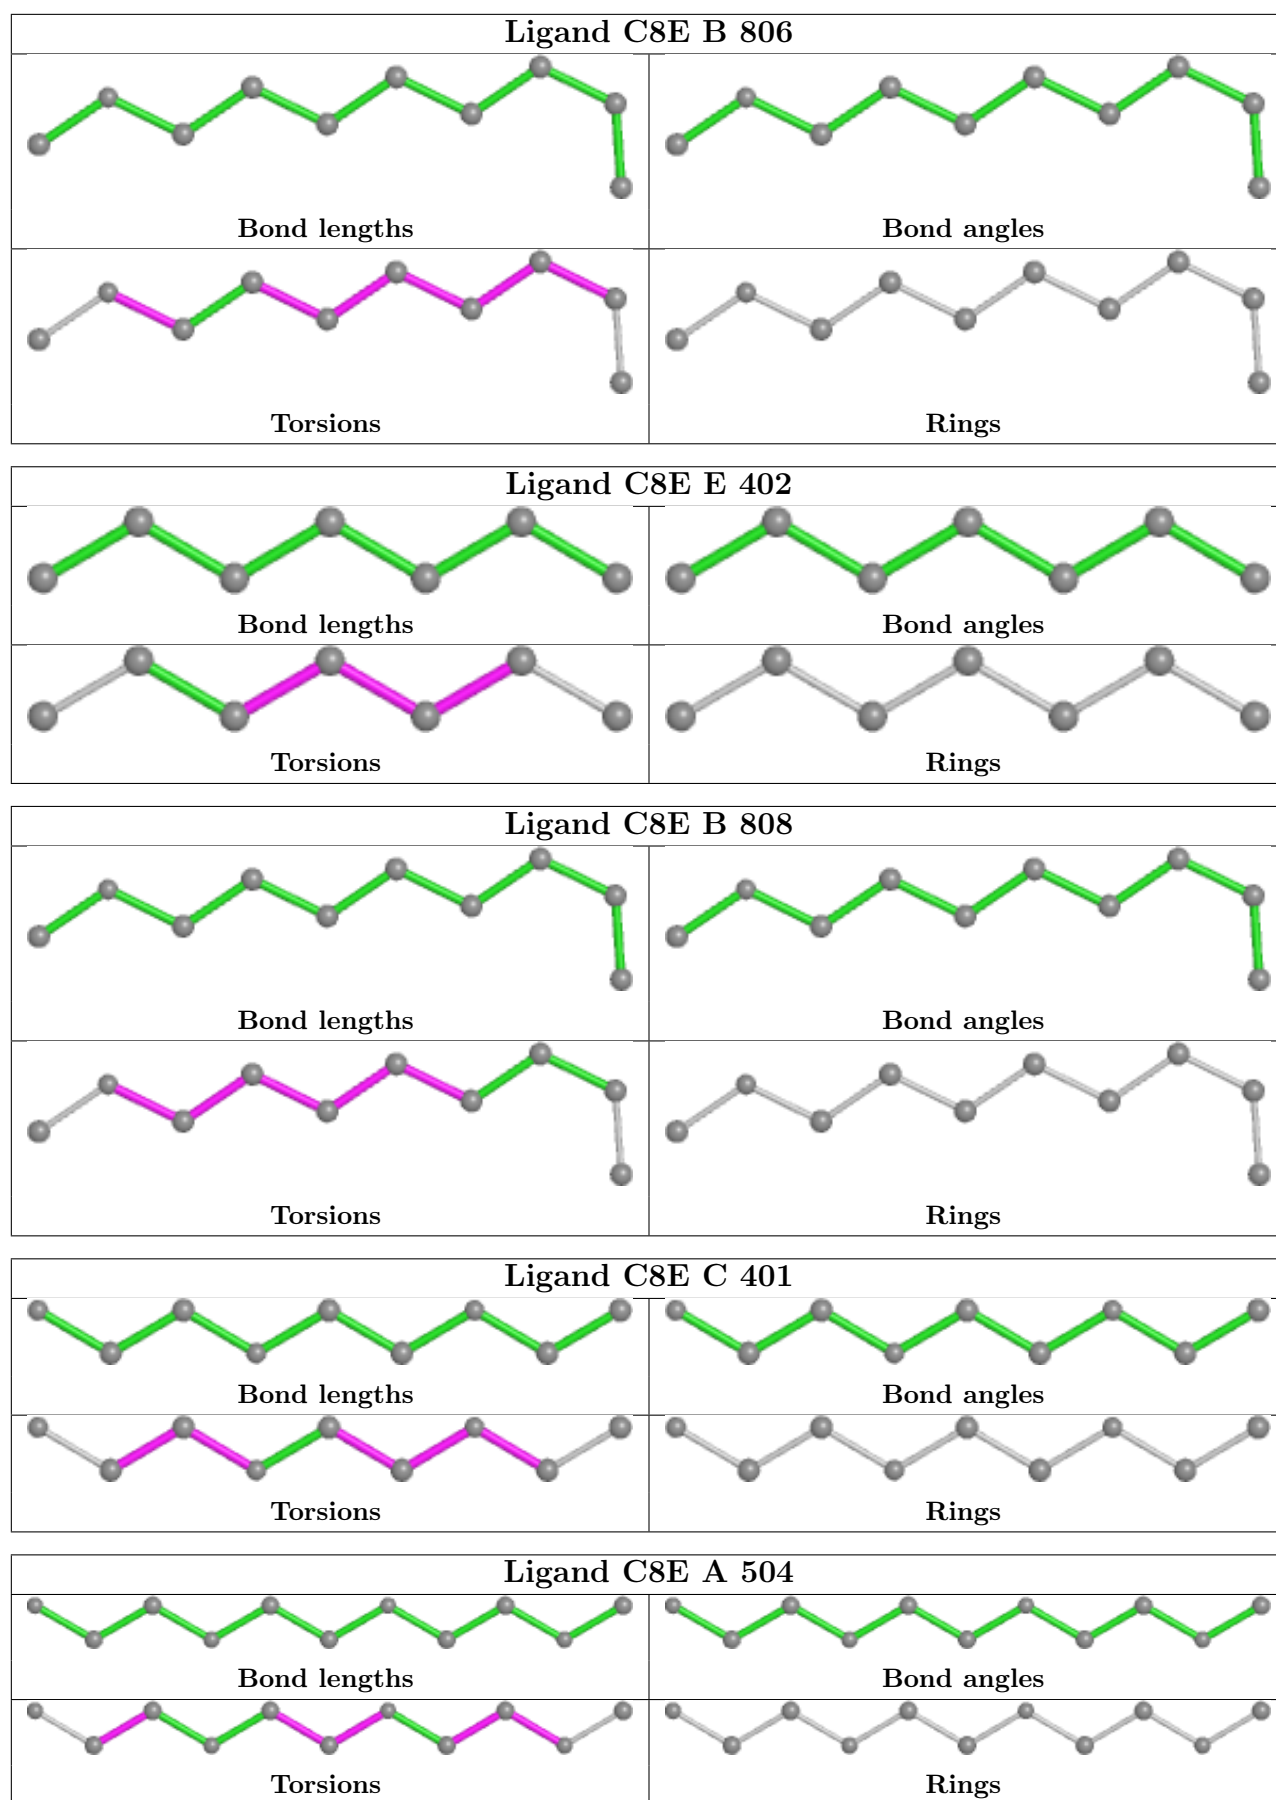 Ligand C8E B 806
Bond lengths
Bond angles
Torsions
Rings
Ligand C8E E 402
Bond lengths
Bond angles
Torsions
Rings
Ligand C8E B 808
Bond lengths
Bond angles
Torsions
Rings
Ligand C8E C 401
Bond lengths
Bond angles
Torsions
Rings
Ligand C8E A 504
Bond lengths
Bond angles
Torsions
Rings